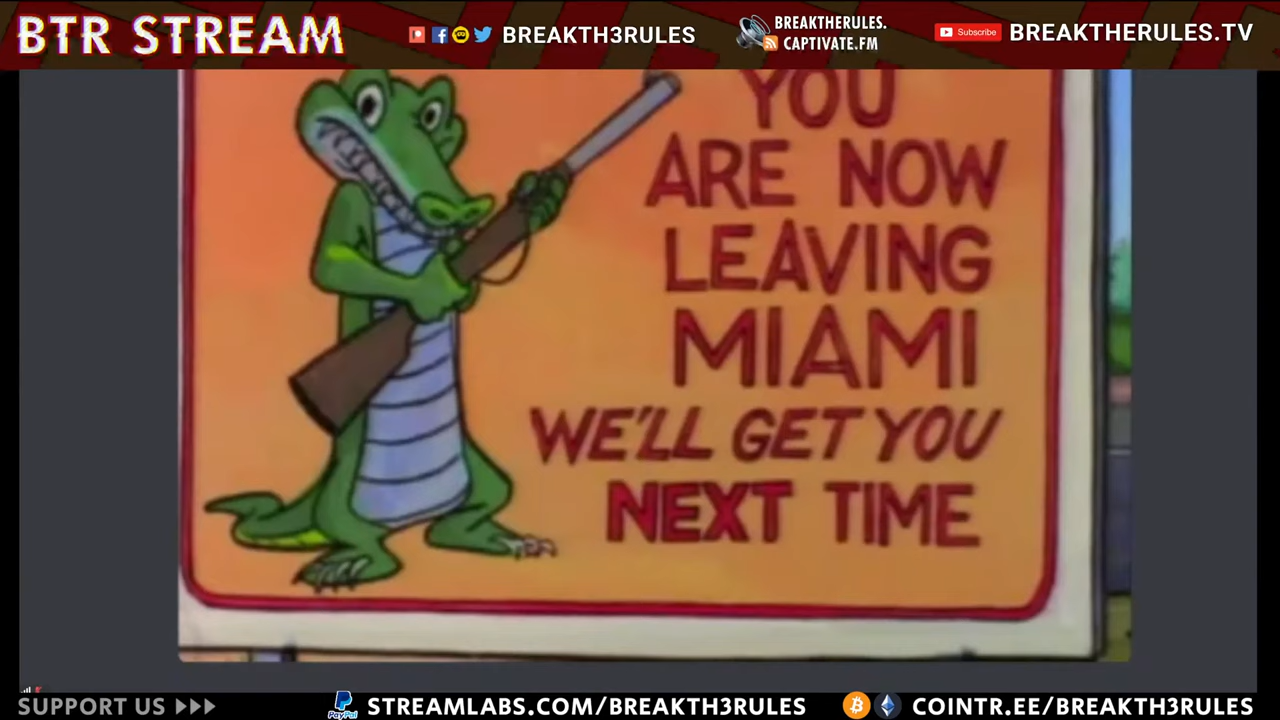 BTR STREAM
BREAKTH3RULES
BREAKTHERULES.
CAPTIVATE.FM
Subscribe
BREAKTHERULES.TV
YOU
ARE NOW
LEAVING
MIAMI
WE'LL GET YOU
NEXT TIME
SUPPORT US
PayPal
STREAMLABS.COM/BREAKTH3RULES
COINTR.EE/BREAKTH3RULES